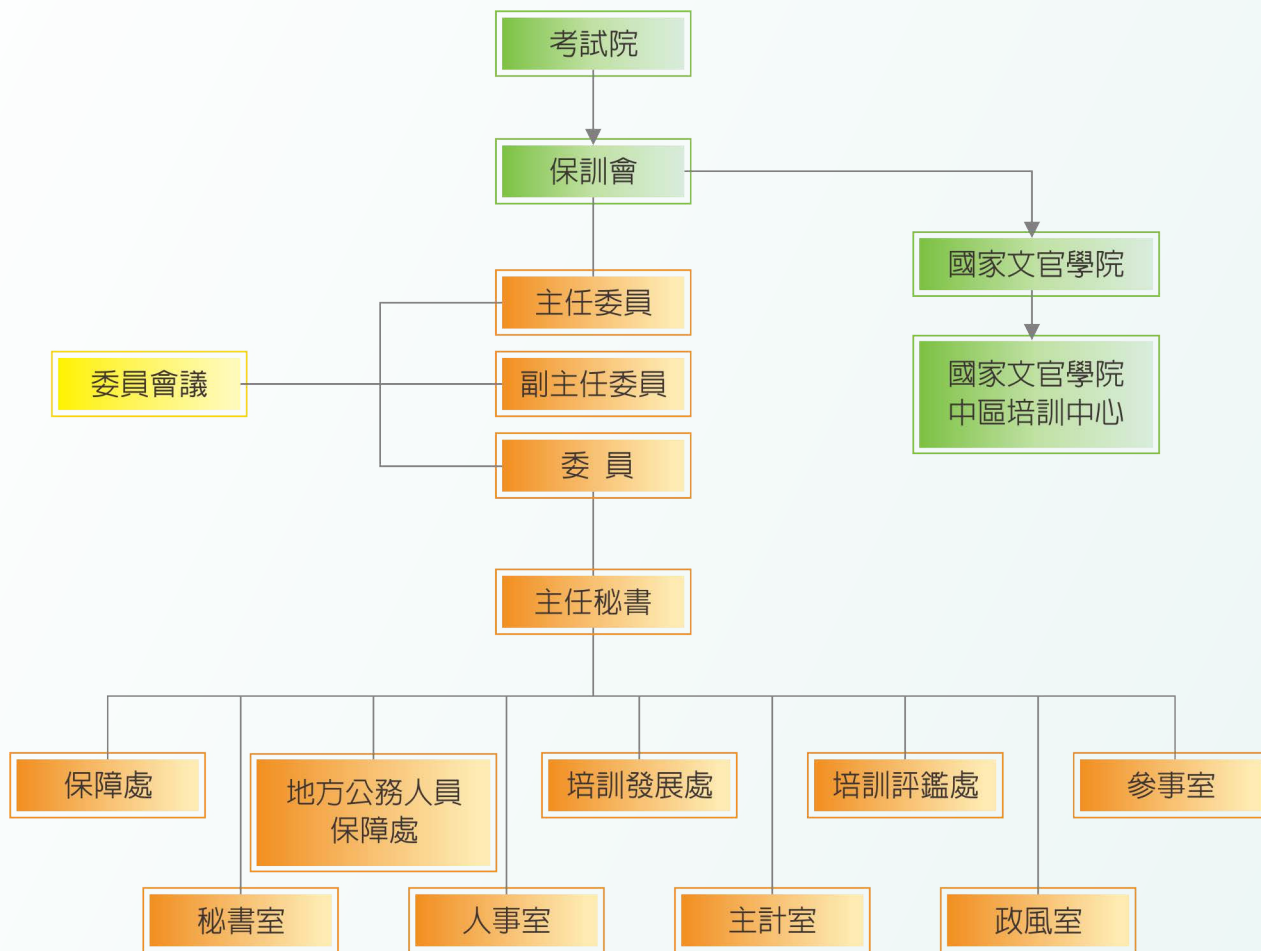 考試院
保訓會
國家文官學院
主任委員
委員會議
副主任委員
國家文官學院
中區培訓中心
委 員
主任秘書
保障處
地方公務人員
保障處
培訓發展處
培訓評鑑處
參事室
秘書室
人事室
主計室
政風室